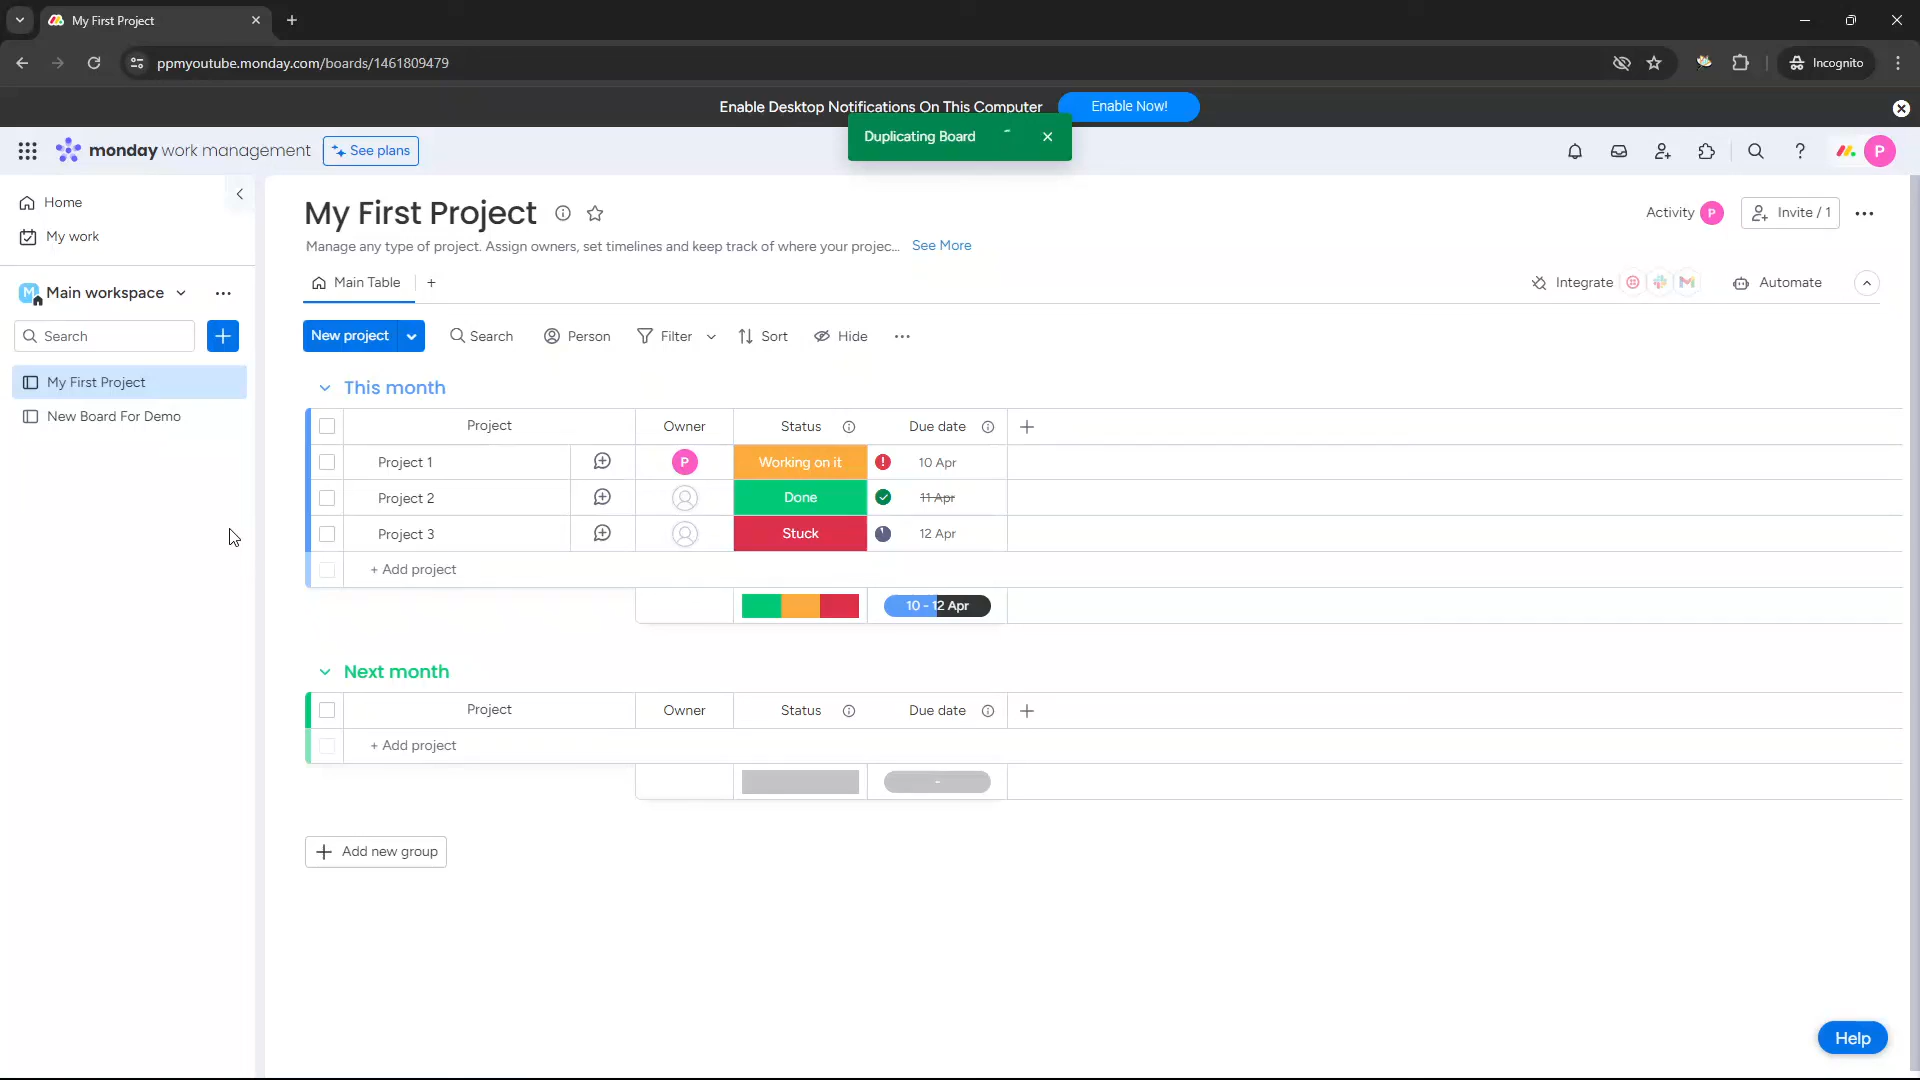 My First Project
ppmyoutube.monday.com/boards/1461809479
Incognito
Enable Desktop Notifications On This Computer
Enable Now!
Duplicating Board
monday work management
See plans
P
Home
My work
My First Project
Activity P
Invite / 1
Manage any type of project. Assign owners, set timelines and keep track of where your projec... See More
M Main workspace
Main Table
Integrate
Automate
Search
New project
Search
Person
Filter
Sort
Hide
My First Project
New Board For Demo
This month
Project Owner Status Due date
Project 1 P Working on it 10 Apr
Project 2 Done 11 Apr
Project 3 Stuck 12 Apr
+ Add project
10 - 12 Apr
Next month
Project Owner Status Due date
+ Add project
-
Add new group
Help